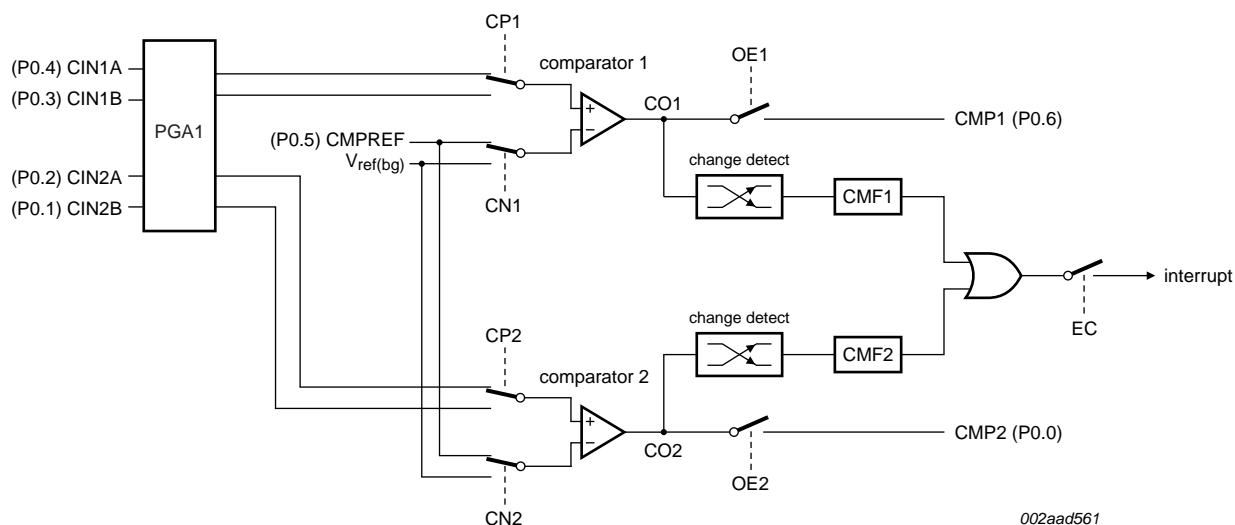 CP1
comparator 1
OE1
(P0.4) CIN1A
(P0.3) CIN1B
PGA1
CO1
CMP1 (P0.6)
(P0.5) CMPREF
Vref(bg)
change detect
(P0.2) CIN2A
(P0.1) CIN2B
CN1
CMF1
interrupt
change detect
EC
CP2
comparator 2
CMF2
CMP2 (P0.0)
CO2
OE2
CN2
+
−
+
−
002aad561